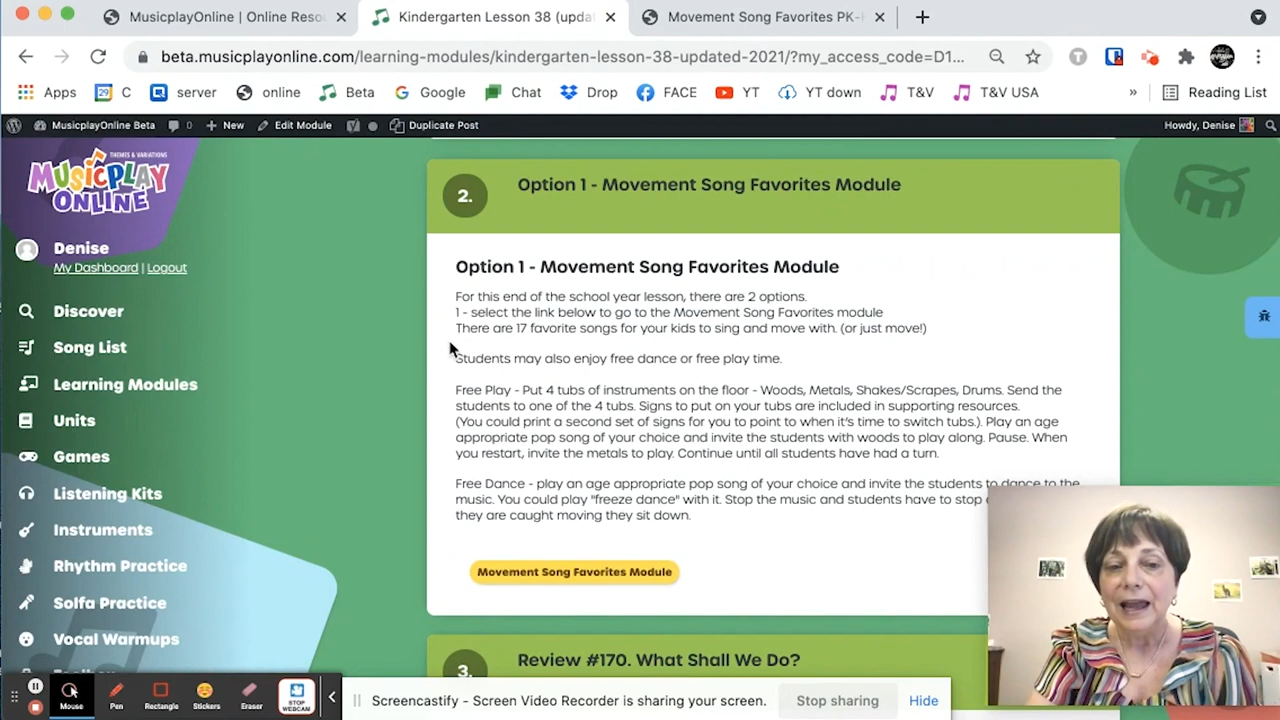 MusicplayOnline | Online Reso
Kindergarten Lesson 38 (updat
Movement Song Favorites PK-
beta.musicplayonline.com/learning-modules/kindergarten-lesson-38-updated-2021/?my_access_code=D1...
Apps
29 C
server
online
Beta
Google
Chat
Drop
FACE
YT
YT down
T&V
T&V USA
»
Reading List
MusicplayOnline Beta
0
+ New
Edit Module
Duplicate Post
Howdy, Denise
THEMES & VARIATIONS
MUSICPLAY
ONLINE
Denise
My Dashboard | Logout
Discover
Song List
Learning Modules
Units
Games
Listening Kits
Instruments
Rhythm Practice
Solfa Practice
Vocal Warmups
2.
Option 1 - Movement Song Favorites Module
Option 1 - Movement Song Favorites Module
For this end of the school year lesson, there are 2 options.
1 - select the link below to go to the Movement Song Favorites module
There are 17 favorite songs for your kids to sing and move with. (or just move!)
Students may also enjoy free dance or free play time.
Free Play - Put 4 tubs of instruments on the floor - Woods, Metals, Shakes/Scrapes, Drums. Send the
students to one of the 4 tubs. Signs to put on your tubs are included in supporting resources.
(You could print a second set of signs for you to point to when it's time to switch tubs.). Play an age
appropriate pop song of your choice and invite the students with woods to play along. Pause. When
you restart, invite the metals to play. Continue until all students have had a turn.
Free Dance - play an age appropriate pop song of your choice and invite the students to dance to the
music. You could play "freeze dance" with it. Stop the music and students have to stop
they are caught moving they sit down.
Movement Song Favorites Module
3.
Review #170. What Shall We Do?
Mouse
Pen
Rectangle
Stickers
Eraser
STOP WEBCAM
Screencastify - Screen Video Recorder is sharing your screen.
Stop sharing
Hide